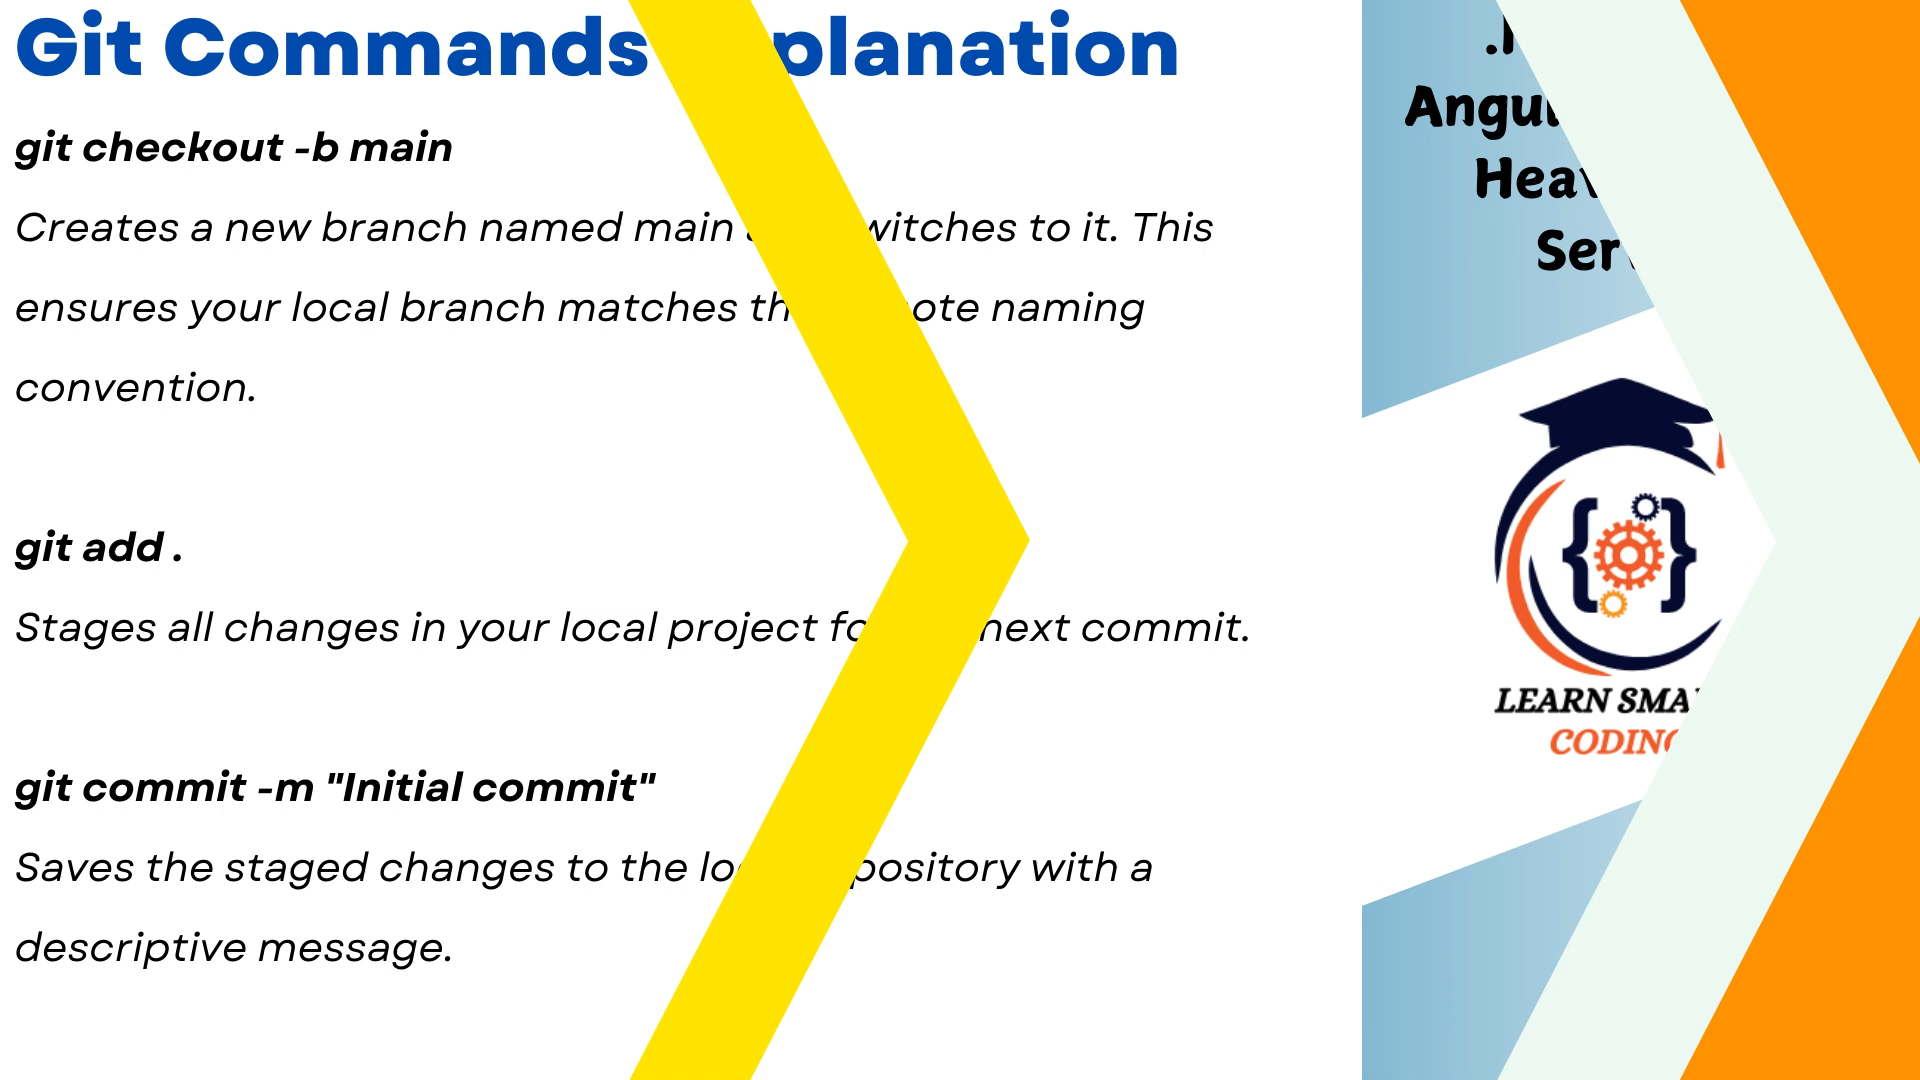 Git Commands planation
git checkout -b main
Creates a new branch named main witches to it. This
ensures your local branch matches th ote naming
convention.
git add .
Stages all changes in your local project fo next commit.
git commit -m "Initial commit"
Saves the staged changes to the lo pository with a
descriptive message.
Angul
Hea
Ser
LEARN SMA
CODING